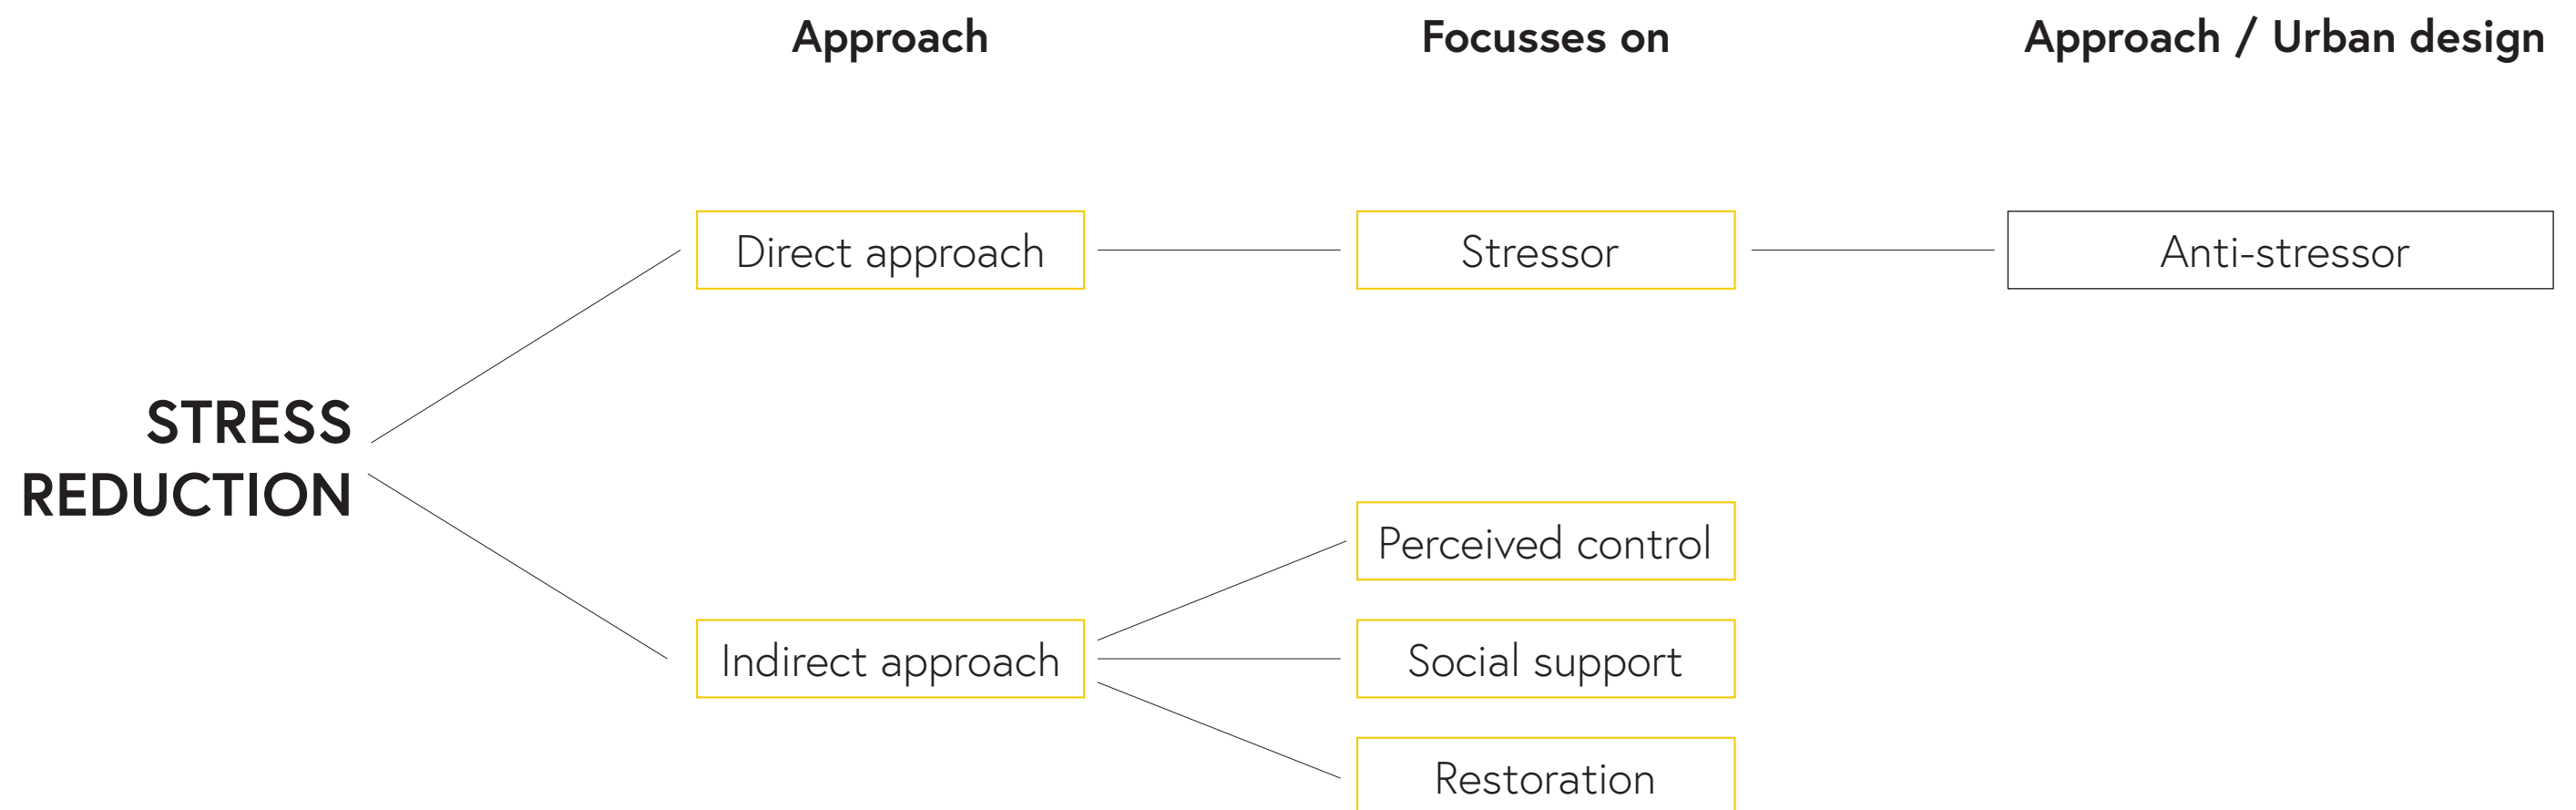 Approach
Focusses on
Approach / Urban design
Direct approach
Stressor
Anti-stressor
STRESS
REDUCTION
Perceived control
Indirect approach
Social support
Restoration